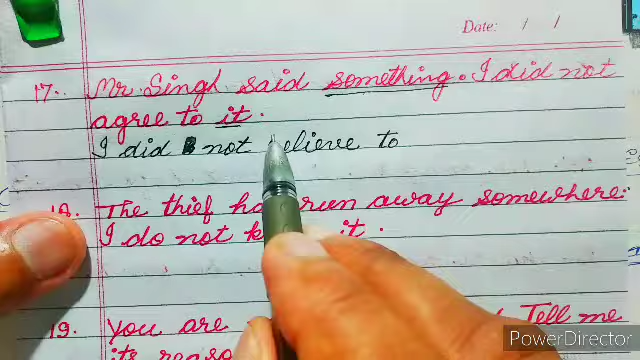 Date: / /
17. Mr. Singh said something. I did not
agree to it.
I did not believe to
18. The thief has run away somewhere.
I do not it.
19. You are Tell me
its
PowerDirector